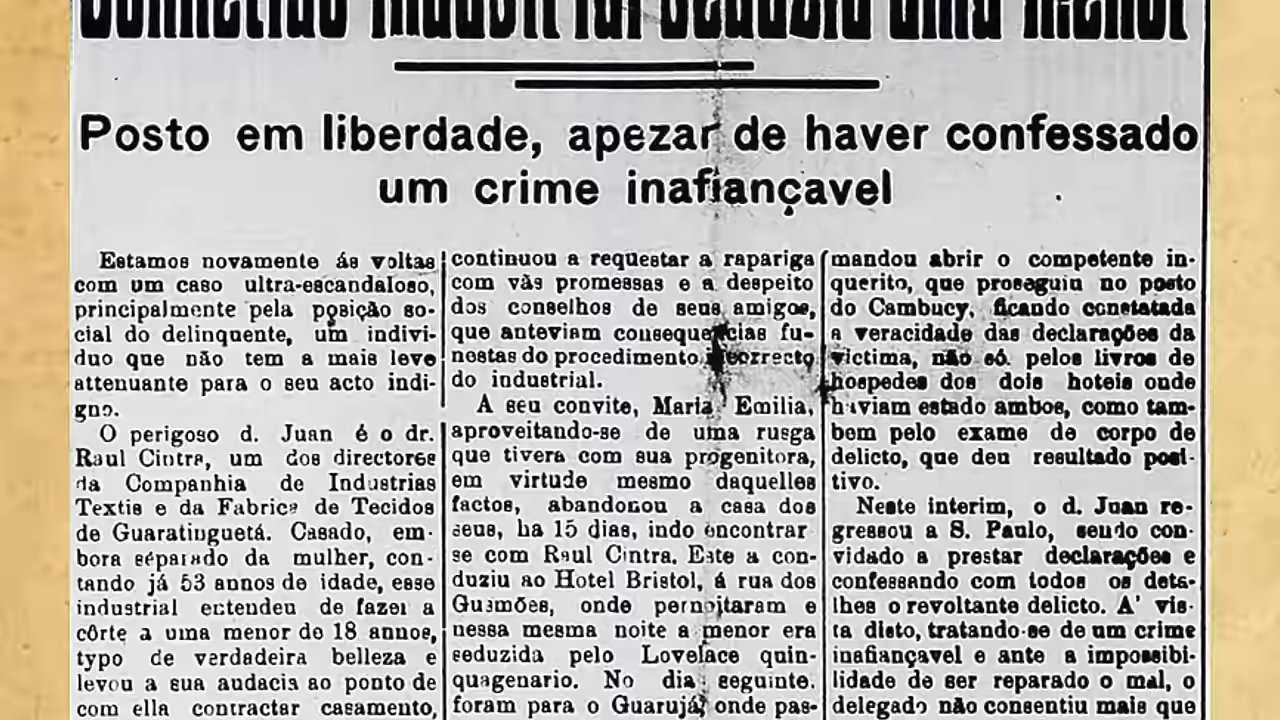 Conhecido industrial seduziu uma menor
Posto em liberdade, apezar de haver confessado
um crime inafiançavel
Estamos novamente ás voltas
com um caso ultra-escandaloso,
principalmente pela posição so-
cial do delinquente, um indivi-
duo que não tem a mais leve
attenuante para o seu acto indi-
gno.
O perigoso d. Juan é o dr.
Raul Cintra, um dos directores
da Companhia de Industrias
Textis e da Fabrica de Tecidos
de Guaratinguetá. Casado, em-
bora separado da mulher, con-
tando já 53 annos de idade, esse
industrial entendeu de fazer a
côrte a uma menor de 18 annos,
typo de verdadeira belleza e
levou a sua audacia ao ponto de
com ella contractar casamento,
continuou a requestar a rapariga
com vãs promessas e a despeito
dos conselhos de seus amigos,
que anteviam consequencias fu-
nestas do procedimento incorrecto
do industrial.
A seu convite, Maria Emilia,
aproveitando-se de uma rusga
que tivera com sua progenitora,
em virtude mesmo daquelles
factos, abandonou a casa dos
seus, ha 15 dias, indo encontrar-
se com Raul Cintra. Este a con-
duziu ao Hotel Bristol, á rua dos
Gusmões, onde pernoitaram e
nessa mesma noite a menor era
seduzida pelo Lovelace quin-
quagenario. No dia seguinte,
foram para o Guarujá, onde pas-
mandou abrir o competente in-
querito, que proseguiu no posto
do Cambucy, ficando constatada
a veracidade das declarações da
victima, não só pelos livros de
hospedes dos dois hoteis onde
haviam estado ambos, como tam-
bem pelo exame de corpo de
delicto, que deu resultado posi-
tivo.
Neste interim, o d. Juan re-
gressou a S. Paulo, sendo con-
vidado a prestar declarações e
confessando com todos os deta-
lhes o revoltante delicto. A' vis-
ta disto, tratando-se de um crime
inafiançavel e ante a impossibi-
lidade de ser reparado o mal, o
delegado não consentiu mais que